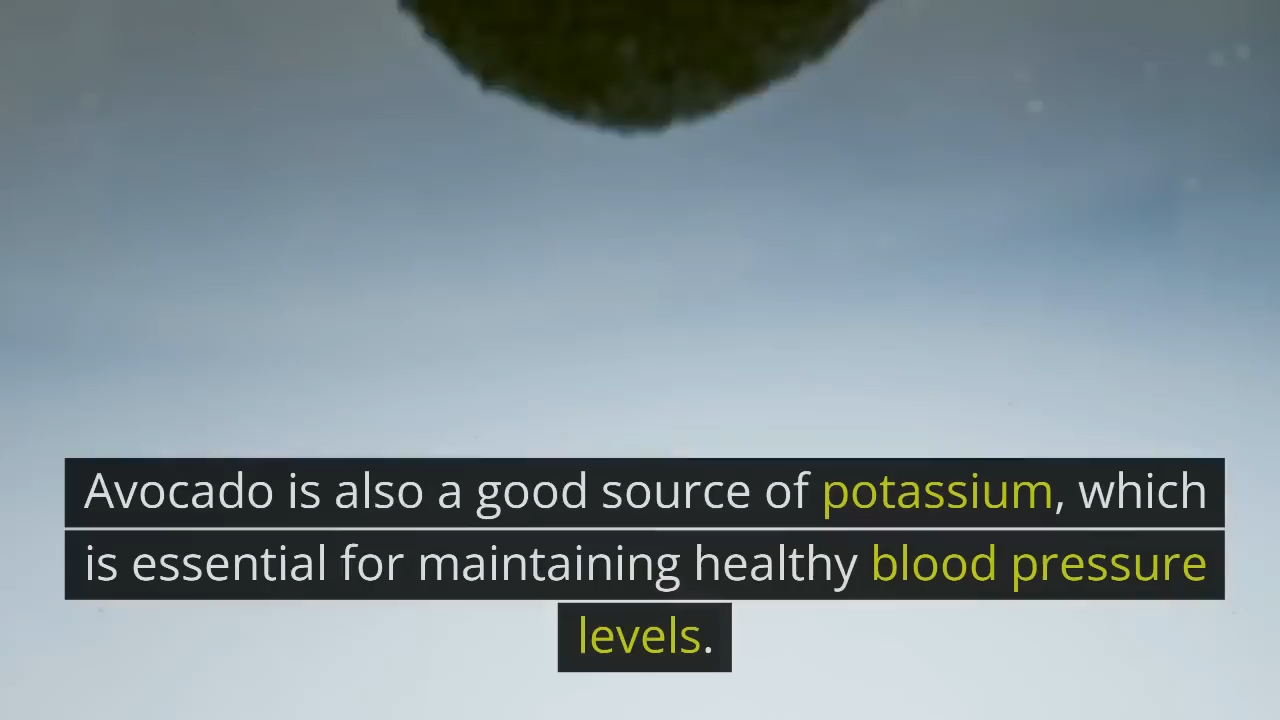 Avocado is also a good source of potassium, which
is essential for maintaining healthy blood pressure
levels.